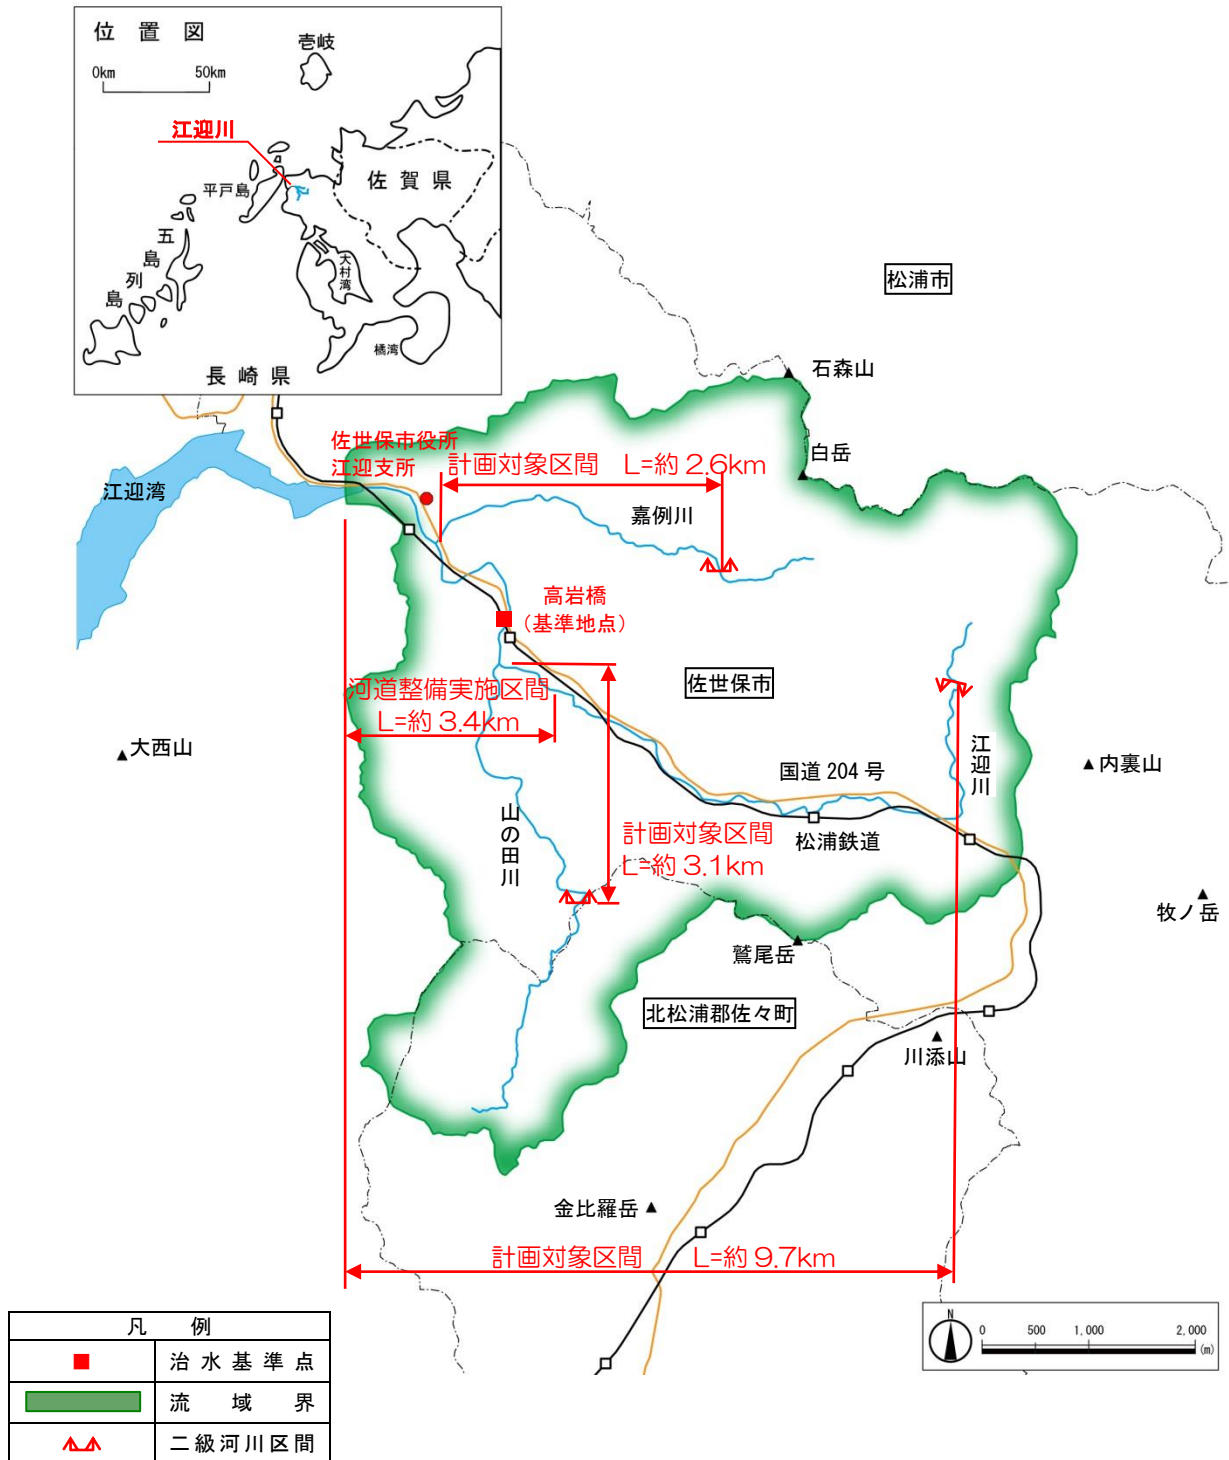 位置図
0km 50km
壱岐
江迎川
平戸島
佐賀県
五島列島
大村湾
橘湾
長崎県
松浦市
石森山
白岳
佐世保市役所
江迎支所
計画対象区間 L=約2.6km
江迎湾
嘉例川
高岩橋
（基準地点）
佐世保市
河道整備実施区間
L=約3.4km
大西山
江迎川
内裏山
国道204号
山の田川
計画対象区間
L=約3.1km
松浦鉄道
牧ノ岳
鷲尾岳
北松浦郡佐々町
川添山
金比羅岳
計画対象区間 L=約9.7km
N
0 500 1,000 2,000
(m)
凡例
治水基準点
流域界
二級河川区間